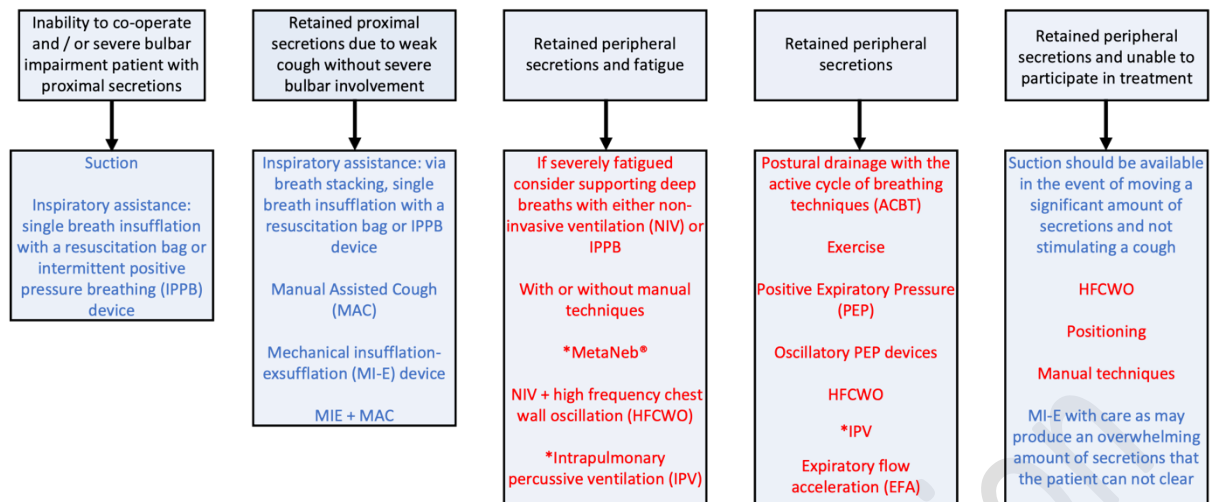 Inability to co-operate
and / or severe bulbar
impairment patient with
proximal secretions
Suction
Inspiratory assistance:
single breath insufflation
with a resuscitation bag or
intermittent positive
pressure breathing (IPPB)
device
Retained proximal
secretions due to weak
cough without severe
bulbar involvement
Inspiratory assistance: via
breath stacking, single
breath insufflation with a
resuscitation bag or IPPB
device
Manual Assisted Cough
(MAC)
Mechanical insufflation-
exsufflation (MI-E) device
MIE + MAC
Retained peripheral
secretions and fatigue
If severely fatigued
consider supporting deep
breaths with either non-
invasive ventilation (NIV) or
IPPB
With or without manual
techniques
*MetaNeb®
NIV + high frequency chest
wall oscillation (HFCWO)
*Intrapulmonary
percussive ventilation (IPV)
Retained peripheral
secretions
Postural drainage with the
active cycle of breathing
techniques (ACBT)
Exercise
Positive Expiratory Pressure
(PEP)
Oscillatory PEP devices
HFCWO
*IPV
Expiratory flow
acceleration (EFA)
Retained peripheral
secretions and unable to
participate in treatment
Suction should be available
in the event of moving a
significant amount of
secretions and not
stimulating a cough
HFCWO
Positioning
Manual techniques
MI-E with care as may
produce an overwhelming
amount of secretions that
the patient can not clear